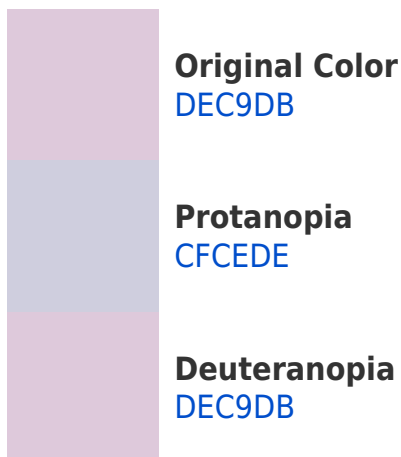 Original Color
DEC9DB
Protanopia
CFCEDE
Deuteranopia
DEC9DB